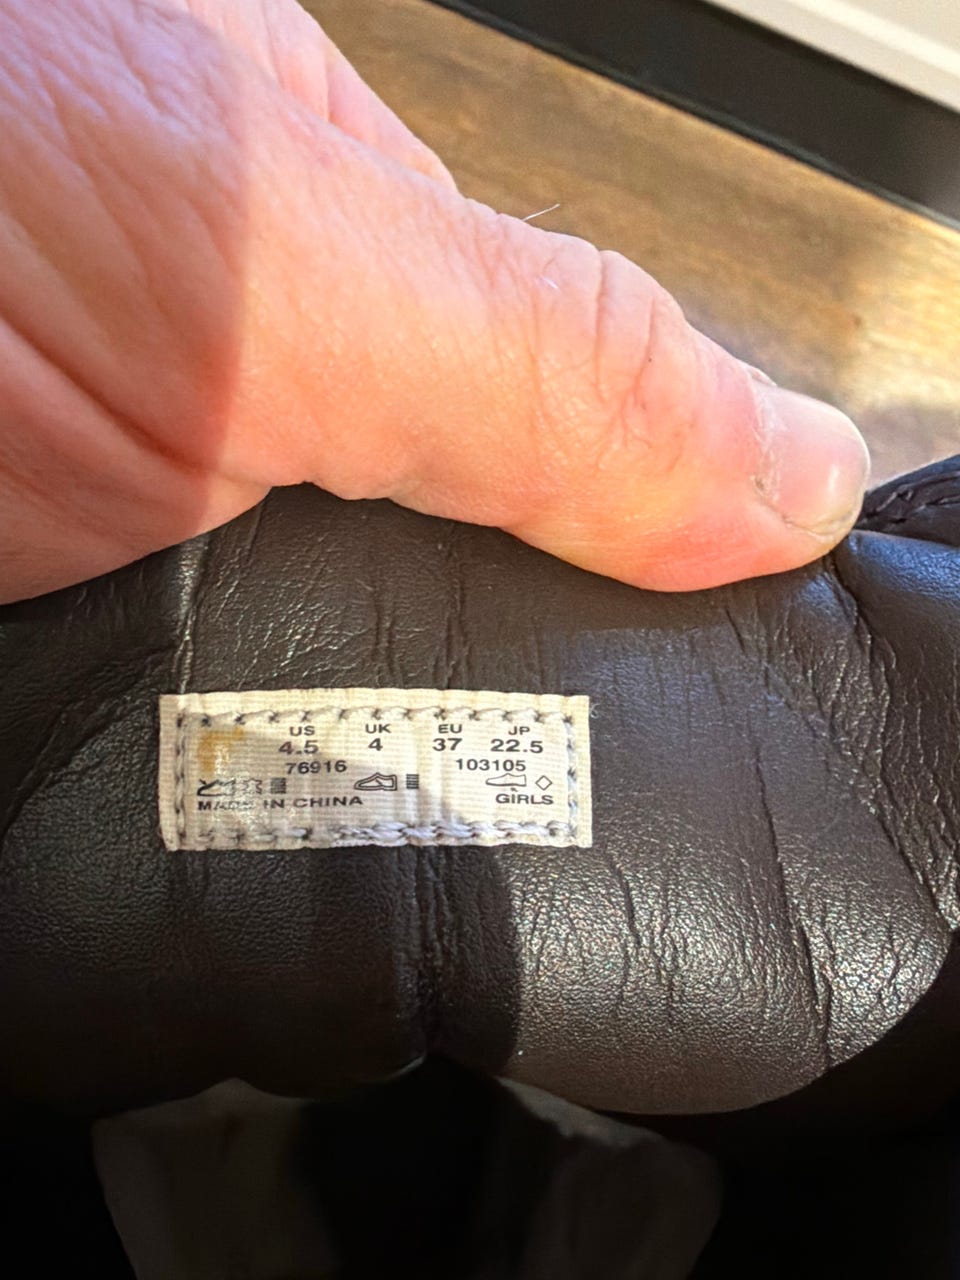 US UK EU JP
4.5 4 37 22.5
76916 103105
MADE IN CHINA GIRLS